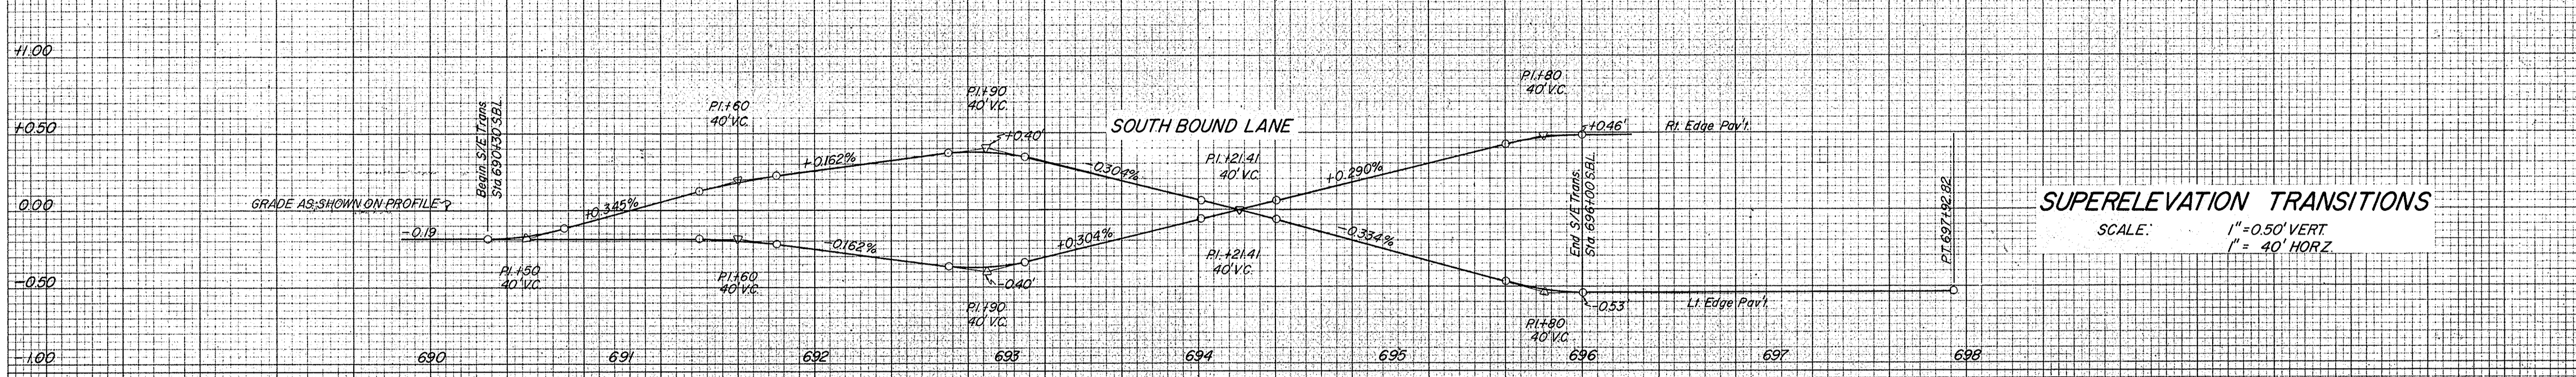 +1.00
+0.50
0.00
-0.50
-1.00
GRADE AS SHOWN ON PROFILE
-0.19
Begin S/E Trans.
Sta. 690+30 S.B.L.
P.I.+50
40' V.C.
+0.345%
P.I.+60
40' V.C.
P.I.+60
40' V.C.
+0.162%
-0.162%
P.I.+90
40' V.C.
+0.40'
-0.40'
P.I.+90
40' V.C.
SOUTH BOUND LANE
-0.304%
+0.304%
P.I.+21.41
40' V.C.
P.I.+21.41
40' V.C.
+0.290%
-0.334%
P.I.+80
40' V.C.
+0.46'
Rt. Edge Pav't.
End S/E Trans.
Sta. 696+00 S.B.L.
-0.53'
Lt. Edge Pav't.
P.I.+80
40' V.C.
P.T. 697+92.82
690
691
692
693
694
695
696
697
698
SUPERELEVATION TRANSITIONS
SCALE: 1"=0.50' VERT.
1"= 40' HORZ.